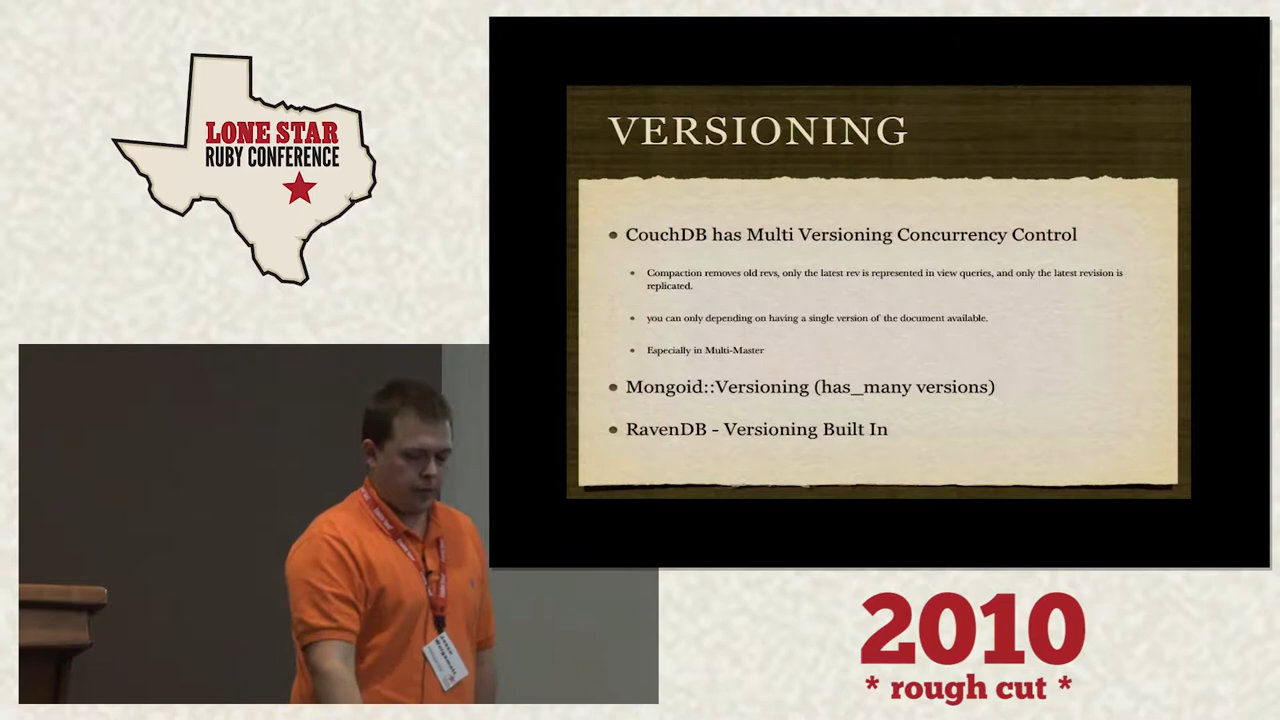 LONE STAR
RUBY CONFERENCE
VERSIONING
CouchDB has Multi Versioning Concurrency Control
Compaction removes old revs, only the latest rev is represented in view queries, and only the latest revision is
replicated.
you can only depending on having a single version of the document available.
Especially in Multi-Master
Mongoid::Versioning (has_many versions)
RavenDB - Versioning Built In
2010
* rough cut *